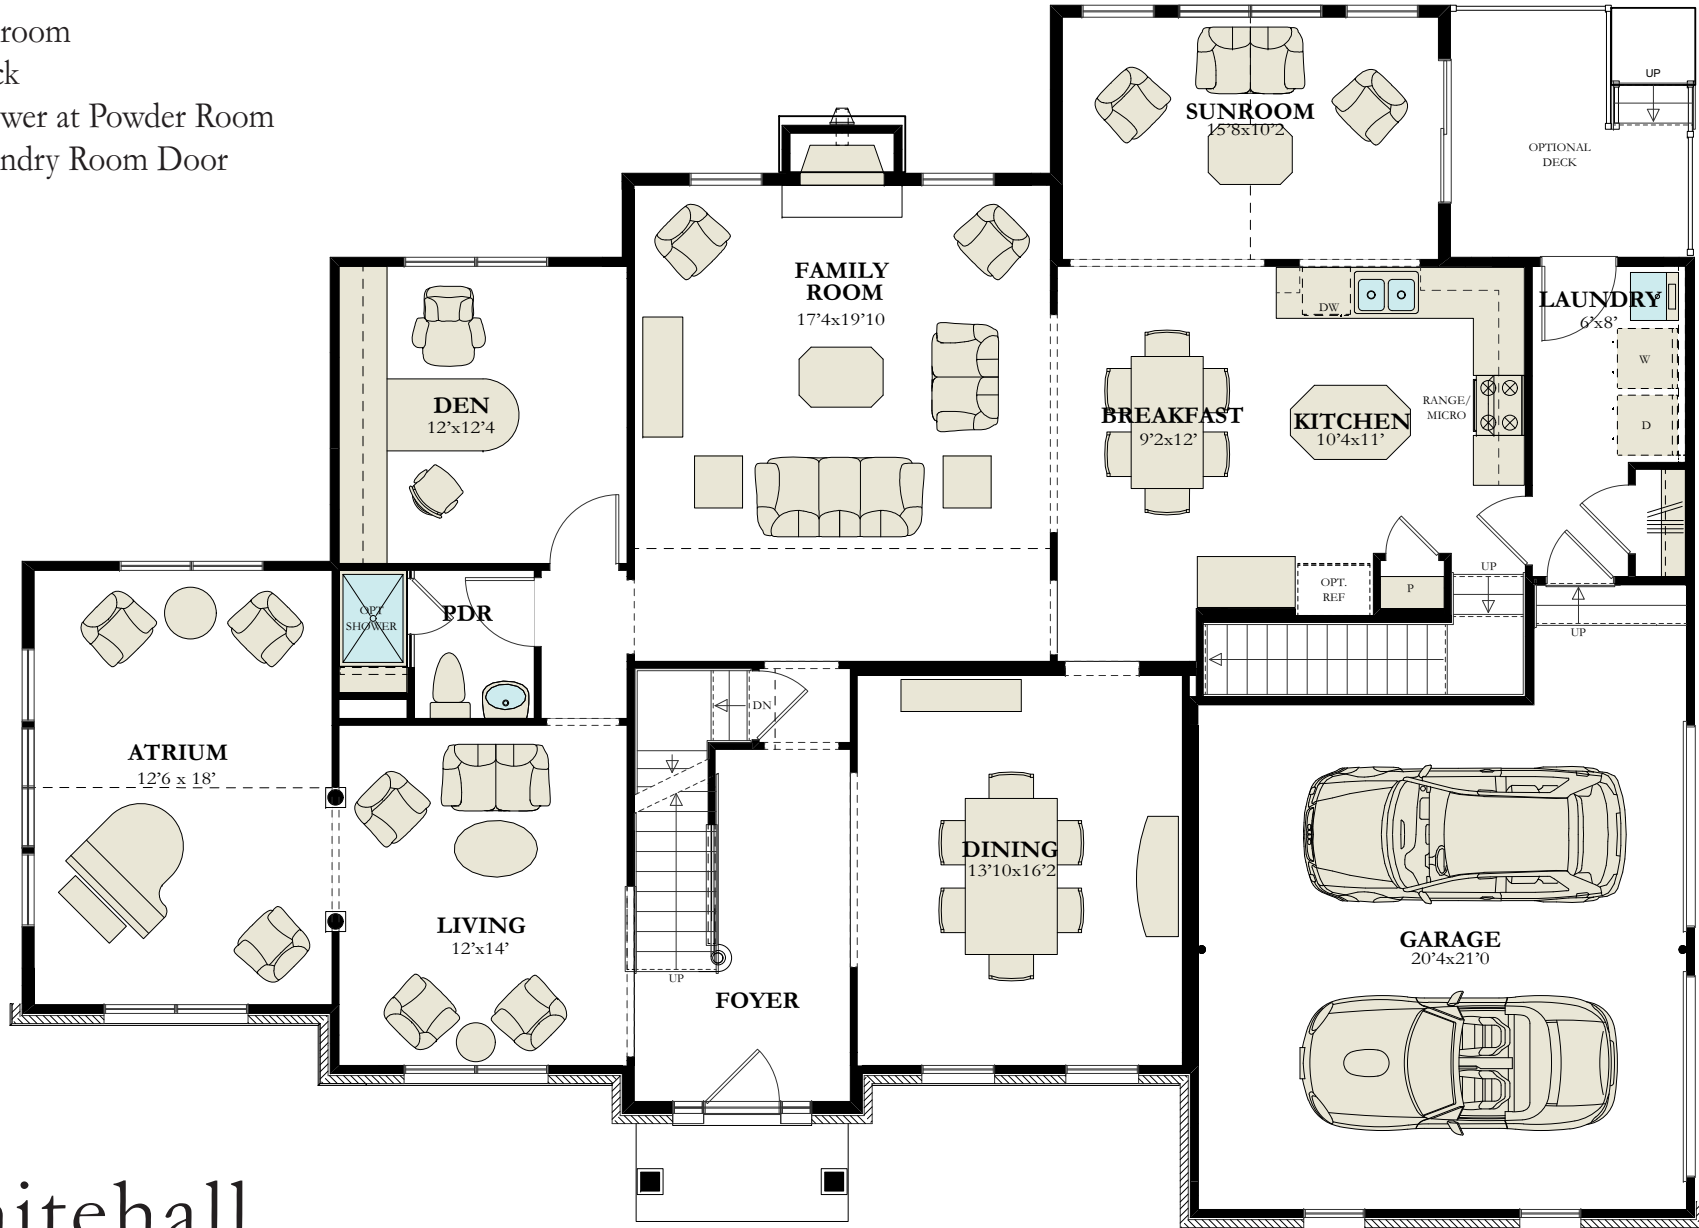 room
wer at Powder Room
ndry Room Door
SUNROOM
15'8x10'2
UP
OPTIONAL
DECK
FAMILY
ROOM
17'4x19'10
DW
LAUNDRY
6'x8'
W
DEN
12'x12'4
BREAKFAST
9'2x12'
KITCHEN
10'4x11'
RANGE/
MICRO
D
OPT
SHOWER
PDR
OPT.
REF
P
UP
UP
DN
ATRIUM
12'6 x 18'
DINING
13'10x16'2
LIVING
12'x14'
UP
FOYER
GARAGE
20'4x21'0
itehall